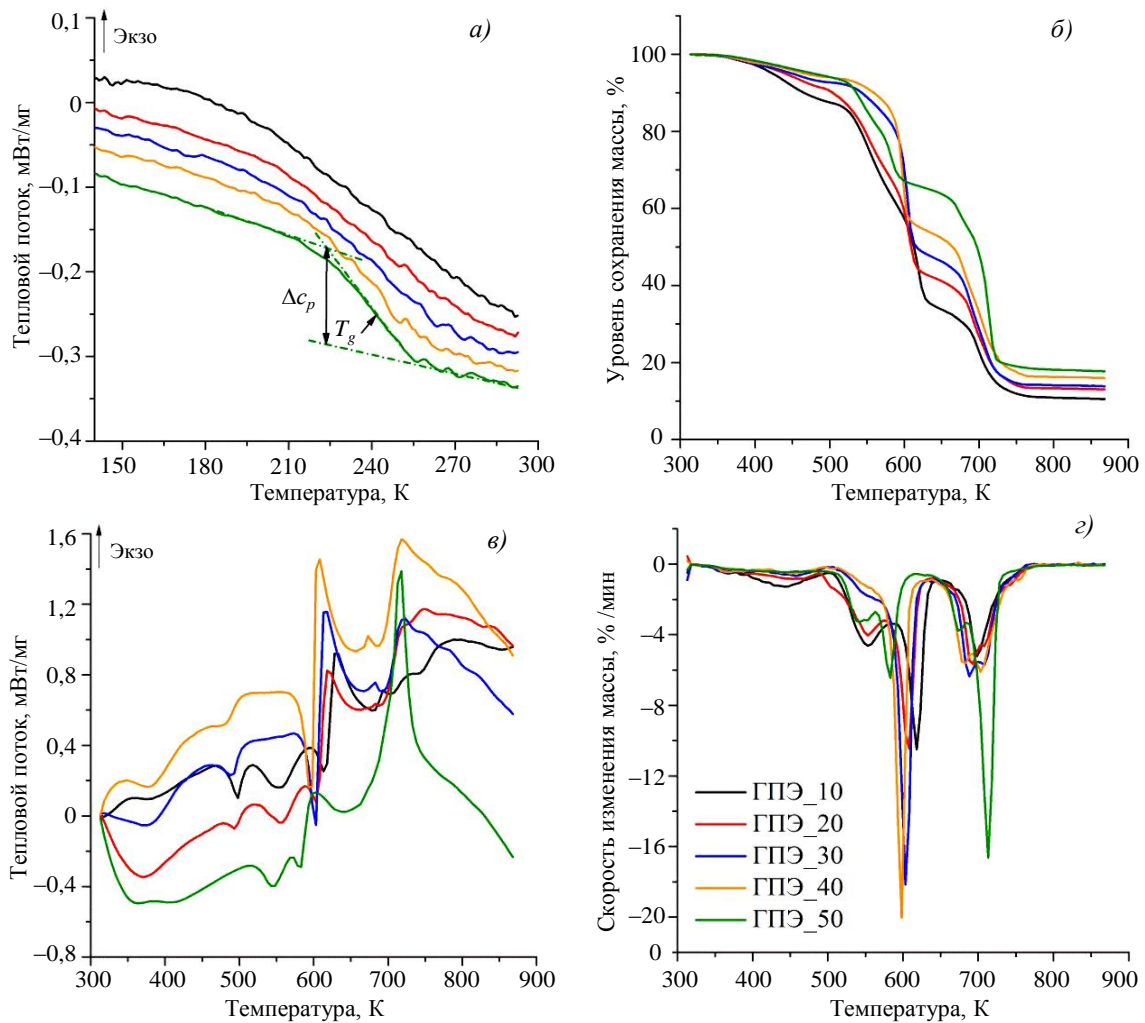 а)
Экзо
Тепловой поток, мВт/мг
0,1
0
–0,1
–0,2
–0,3
–0,4
Δcp
Tg
150 180 210 240 270 300
Температура, К
б)
Уровень сохранения массы, %
100
80
60
40
20
0
300 400 500 600 700 800 900
Температура, К
в)
Экзо
Тепловой поток, мВт/мг
1,6
1,2
0,8
0,4
0
–0,4
–0,8
300 400 500 600 700 800 900
Температура, К
г)
Скорость изменения массы, % /мин
0
–4
–8
–12
–16
–20
0
ГПЭ_10
ГПЭ_20
ГПЭ_30
ГПЭ_40
ГПЭ_50
300 400 500 600 700 800 900
Температура, К